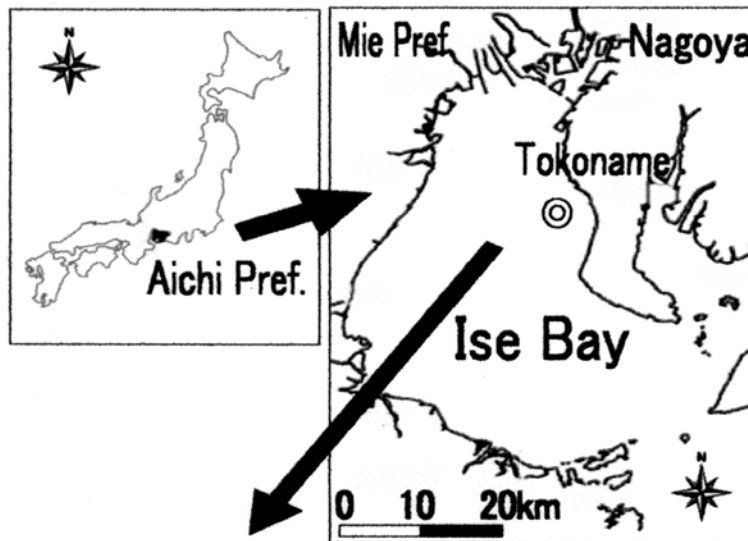 N
Aichi Pref.
Mie Pref.
Nagoya
Tokoname
Ise Bay
N
0 10 20km